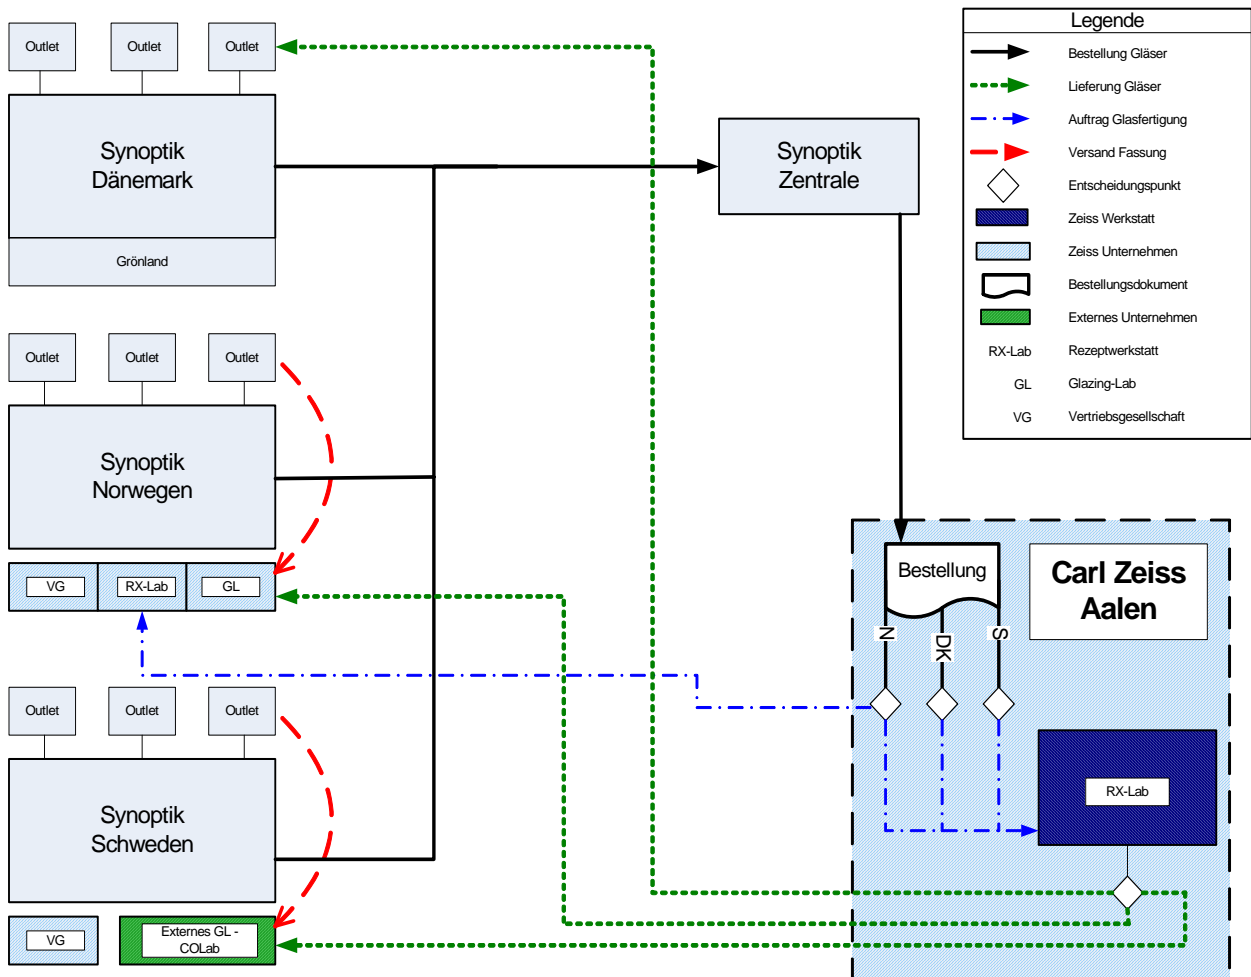 Outlet
Outlet
Outlet
Synoptik
Dänemark
Grönland
Synoptik
Zentrale
Legende
Bestellung Gläser
Lieferung Gläser
Auftrag Glasfertigung
Versand Fassung
Entscheidungspunkt
Zeiss Werkstatt
Zeiss Unternehmen
Bestellungsdokument
Externes Unternehmen
RX-Lab Rezeptwerkstatt
GL Glazing-Lab
VG Vertriebsgesellschaft
Outlet
Outlet
Outlet
Synoptik
Norwegen
VG
RX-Lab
GL
Bestellung
N
DK
S
Carl Zeiss
Aalen
RX-Lab
Outlet
Outlet
Outlet
Synoptik
Schweden
VG
Externes GL -
COLab